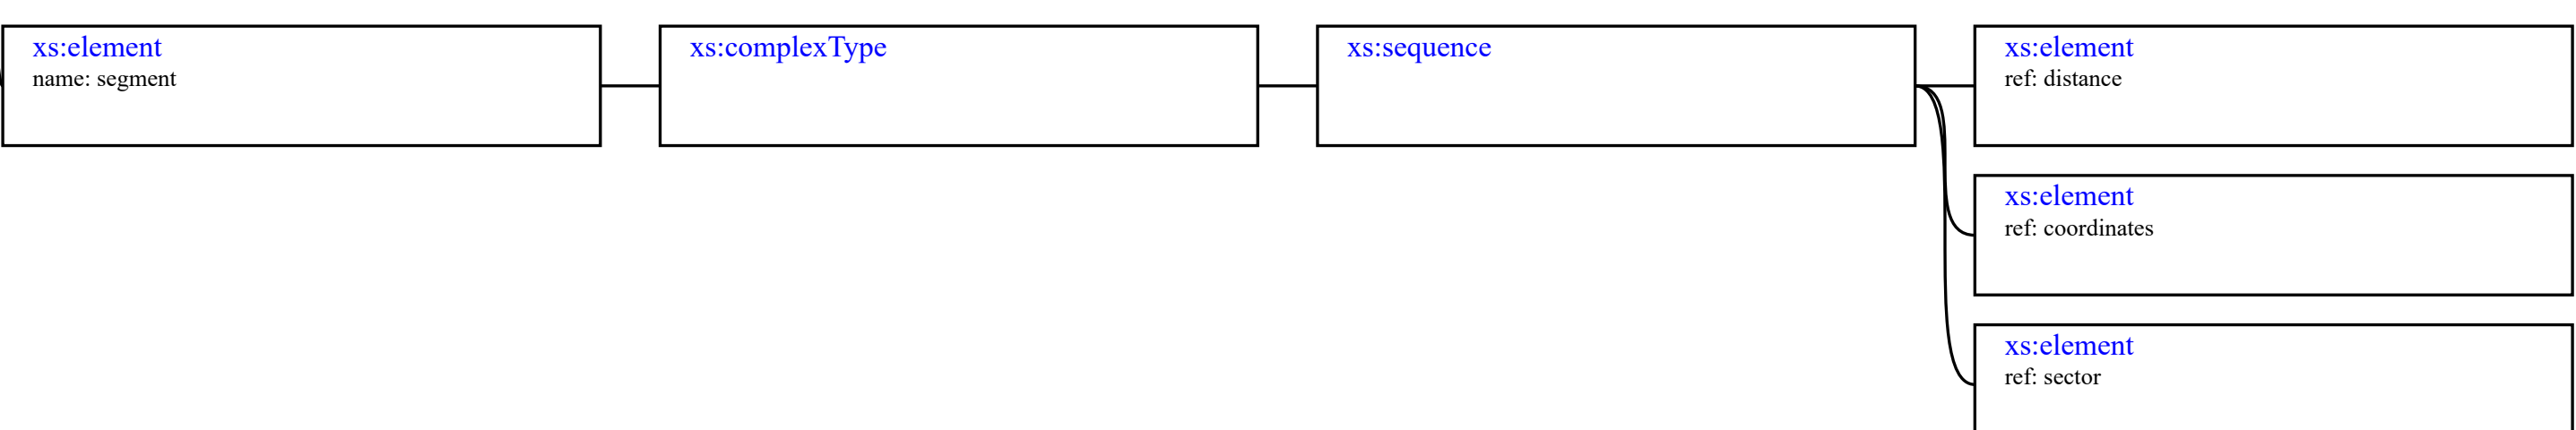 xs:element
name: segment
xs:complexType
xs:sequence
xs:element
ref: distance
xs:element
ref: coordinates
xs:element
ref: sector